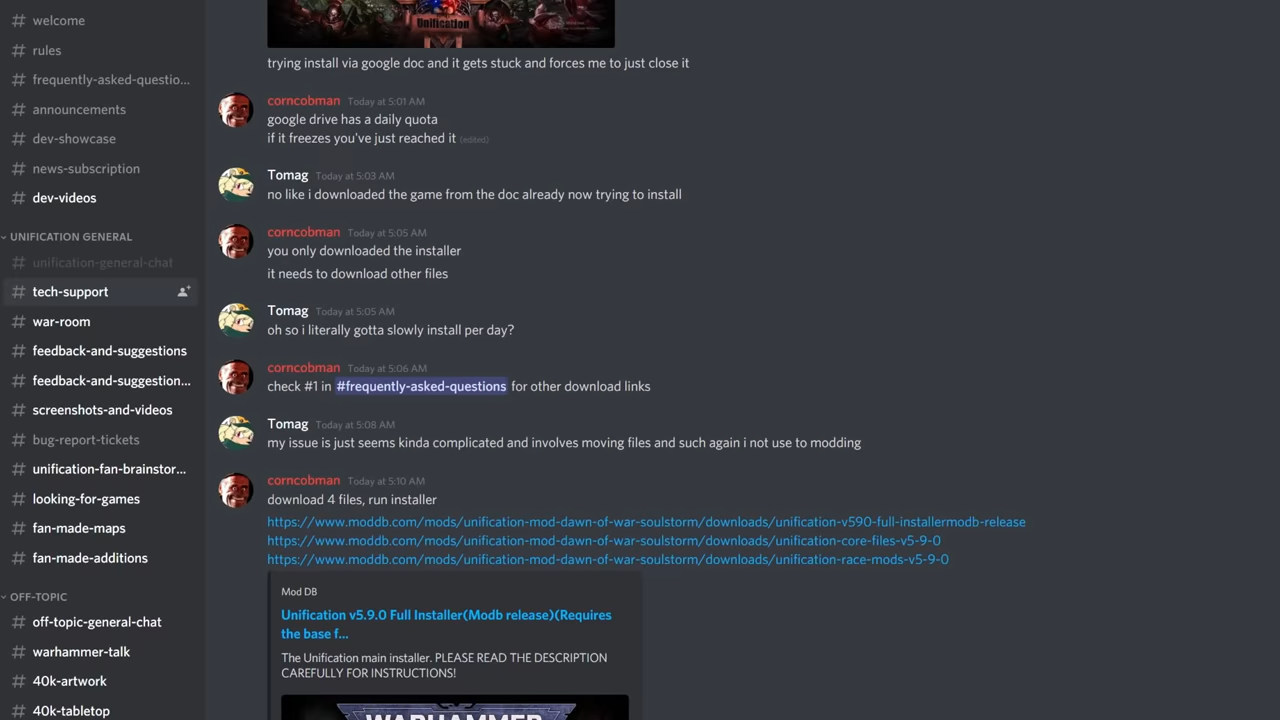 welcome
rules
frequently-asked-questio...
announcements
dev-showcase
news-subscription
dev-videos
UNIFICATION GENERAL
unification-general-chat
tech-support
war-room
feedback-and-suggestions
feedback-and-suggestion...
screenshots-and-videos
bug-report-tickets
unification-fan-brainstor...
looking-for-games
fan-made-maps
fan-made-additions
OFF-TOPIC
off-topic-general-chat
warhammer-talk
40k-artwork
40k-tabletop
Unification
trying install via google doc and it gets stuck and forces me to just close it
corncobman Today at 5:01 AM
google drive has a daily quota
if it freezes you've just reached it (edited)
Tomag Today at 5:03 AM
no like i downloaded the game from the doc already now trying to install
corncobman Today at 5:05 AM
you only downloaded the installer
it needs to download other files
Tomag Today at 5:05 AM
oh so i literally gotta slowly install per day?
corncobman Today at 5:06 AM
check #1 in #frequently-asked-questions for other download links
Tomag Today at 5:08 AM
my issue is just seems kinda complicated and involves moving files and such again i not use to modding
corncobman Today at 5:10 AM
download 4 files, run installer
https://www.moddb.com/mods/unification-mod-dawn-of-war-soulstorm/downloads/unification-v590-full-installermodb-release
https://www.moddb.com/mods/unification-mod-dawn-of-war-soulstorm/downloads/unification-core-files-v5-9-0
https://www.moddb.com/mods/unification-mod-dawn-of-war-soulstorm/downloads/unification-race-mods-v5-9-0
Mod DB
Unification v5.9.0 Full Installer(Modb release)(Requires
the base f...
The Unification main installer. PLEASE READ THE DESCRIPTION
CAREFULLY FOR INSTRUCTIONS!
WARHAMMER